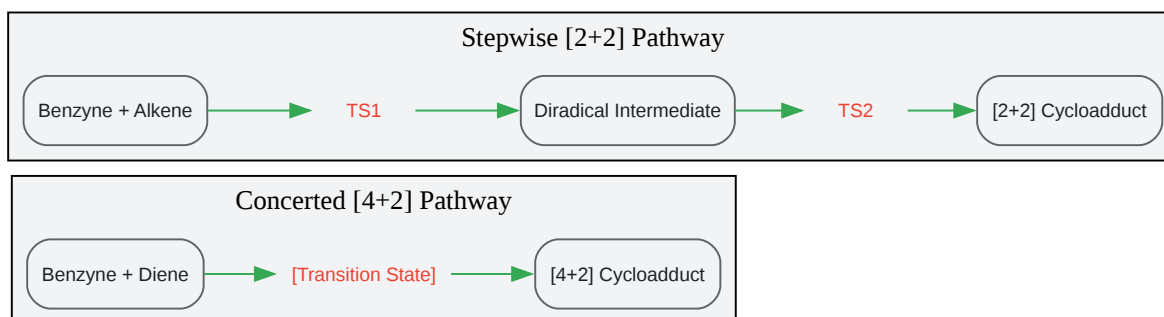 Stepwise [2+2] Pathway
Benzyne + Alkene
TS1
Diradical Intermediate
TS2
[2+2] Cycloadduct
Concerted [4+2] Pathway
Benzyne + Diene
[Transition State]
[4+2] Cycloadduct